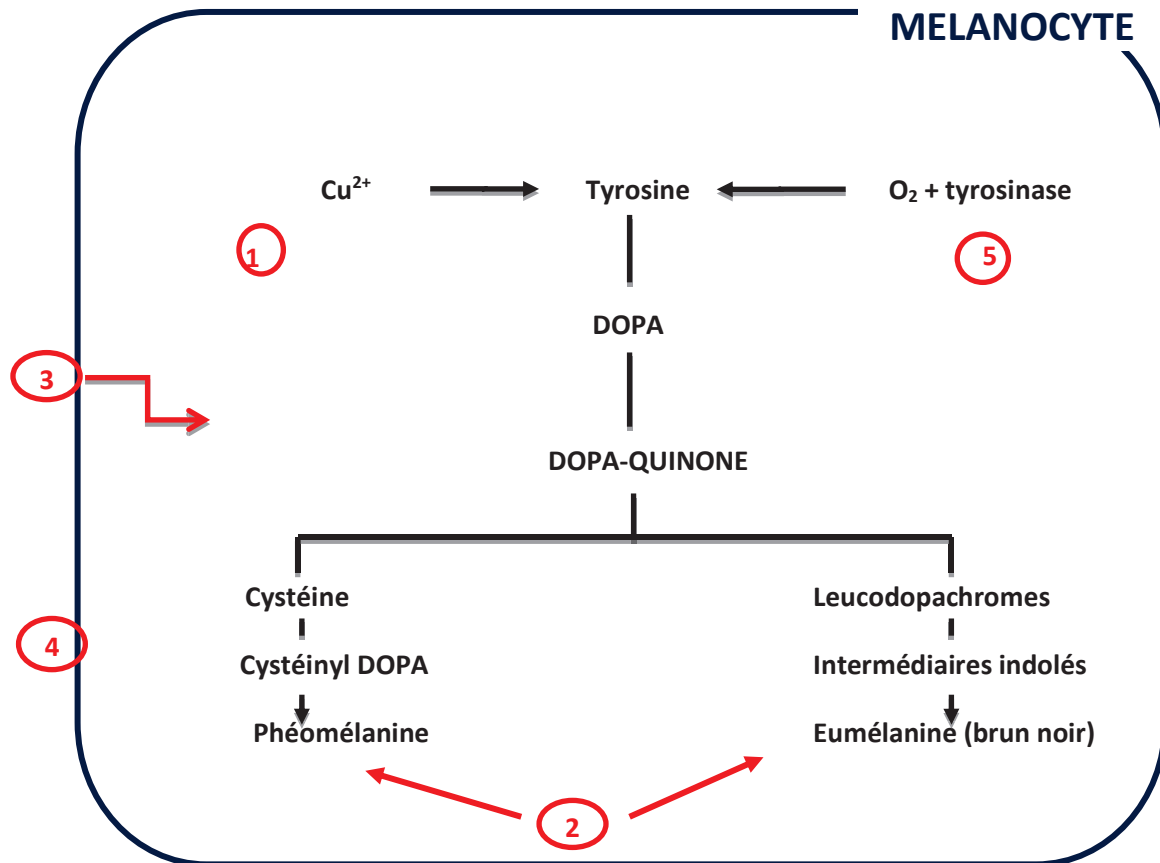 MELANOCYTE
Cu²⁺ Tyrosine O₂ + tyrosinase
1 5
DOPA
3
DOPA-QUINONE
Cystéine Leucodopachromes
4
Cystéinyl DOPA Intermédiaires indolés
Phéomélanine Eumélanine (brun noir)
2